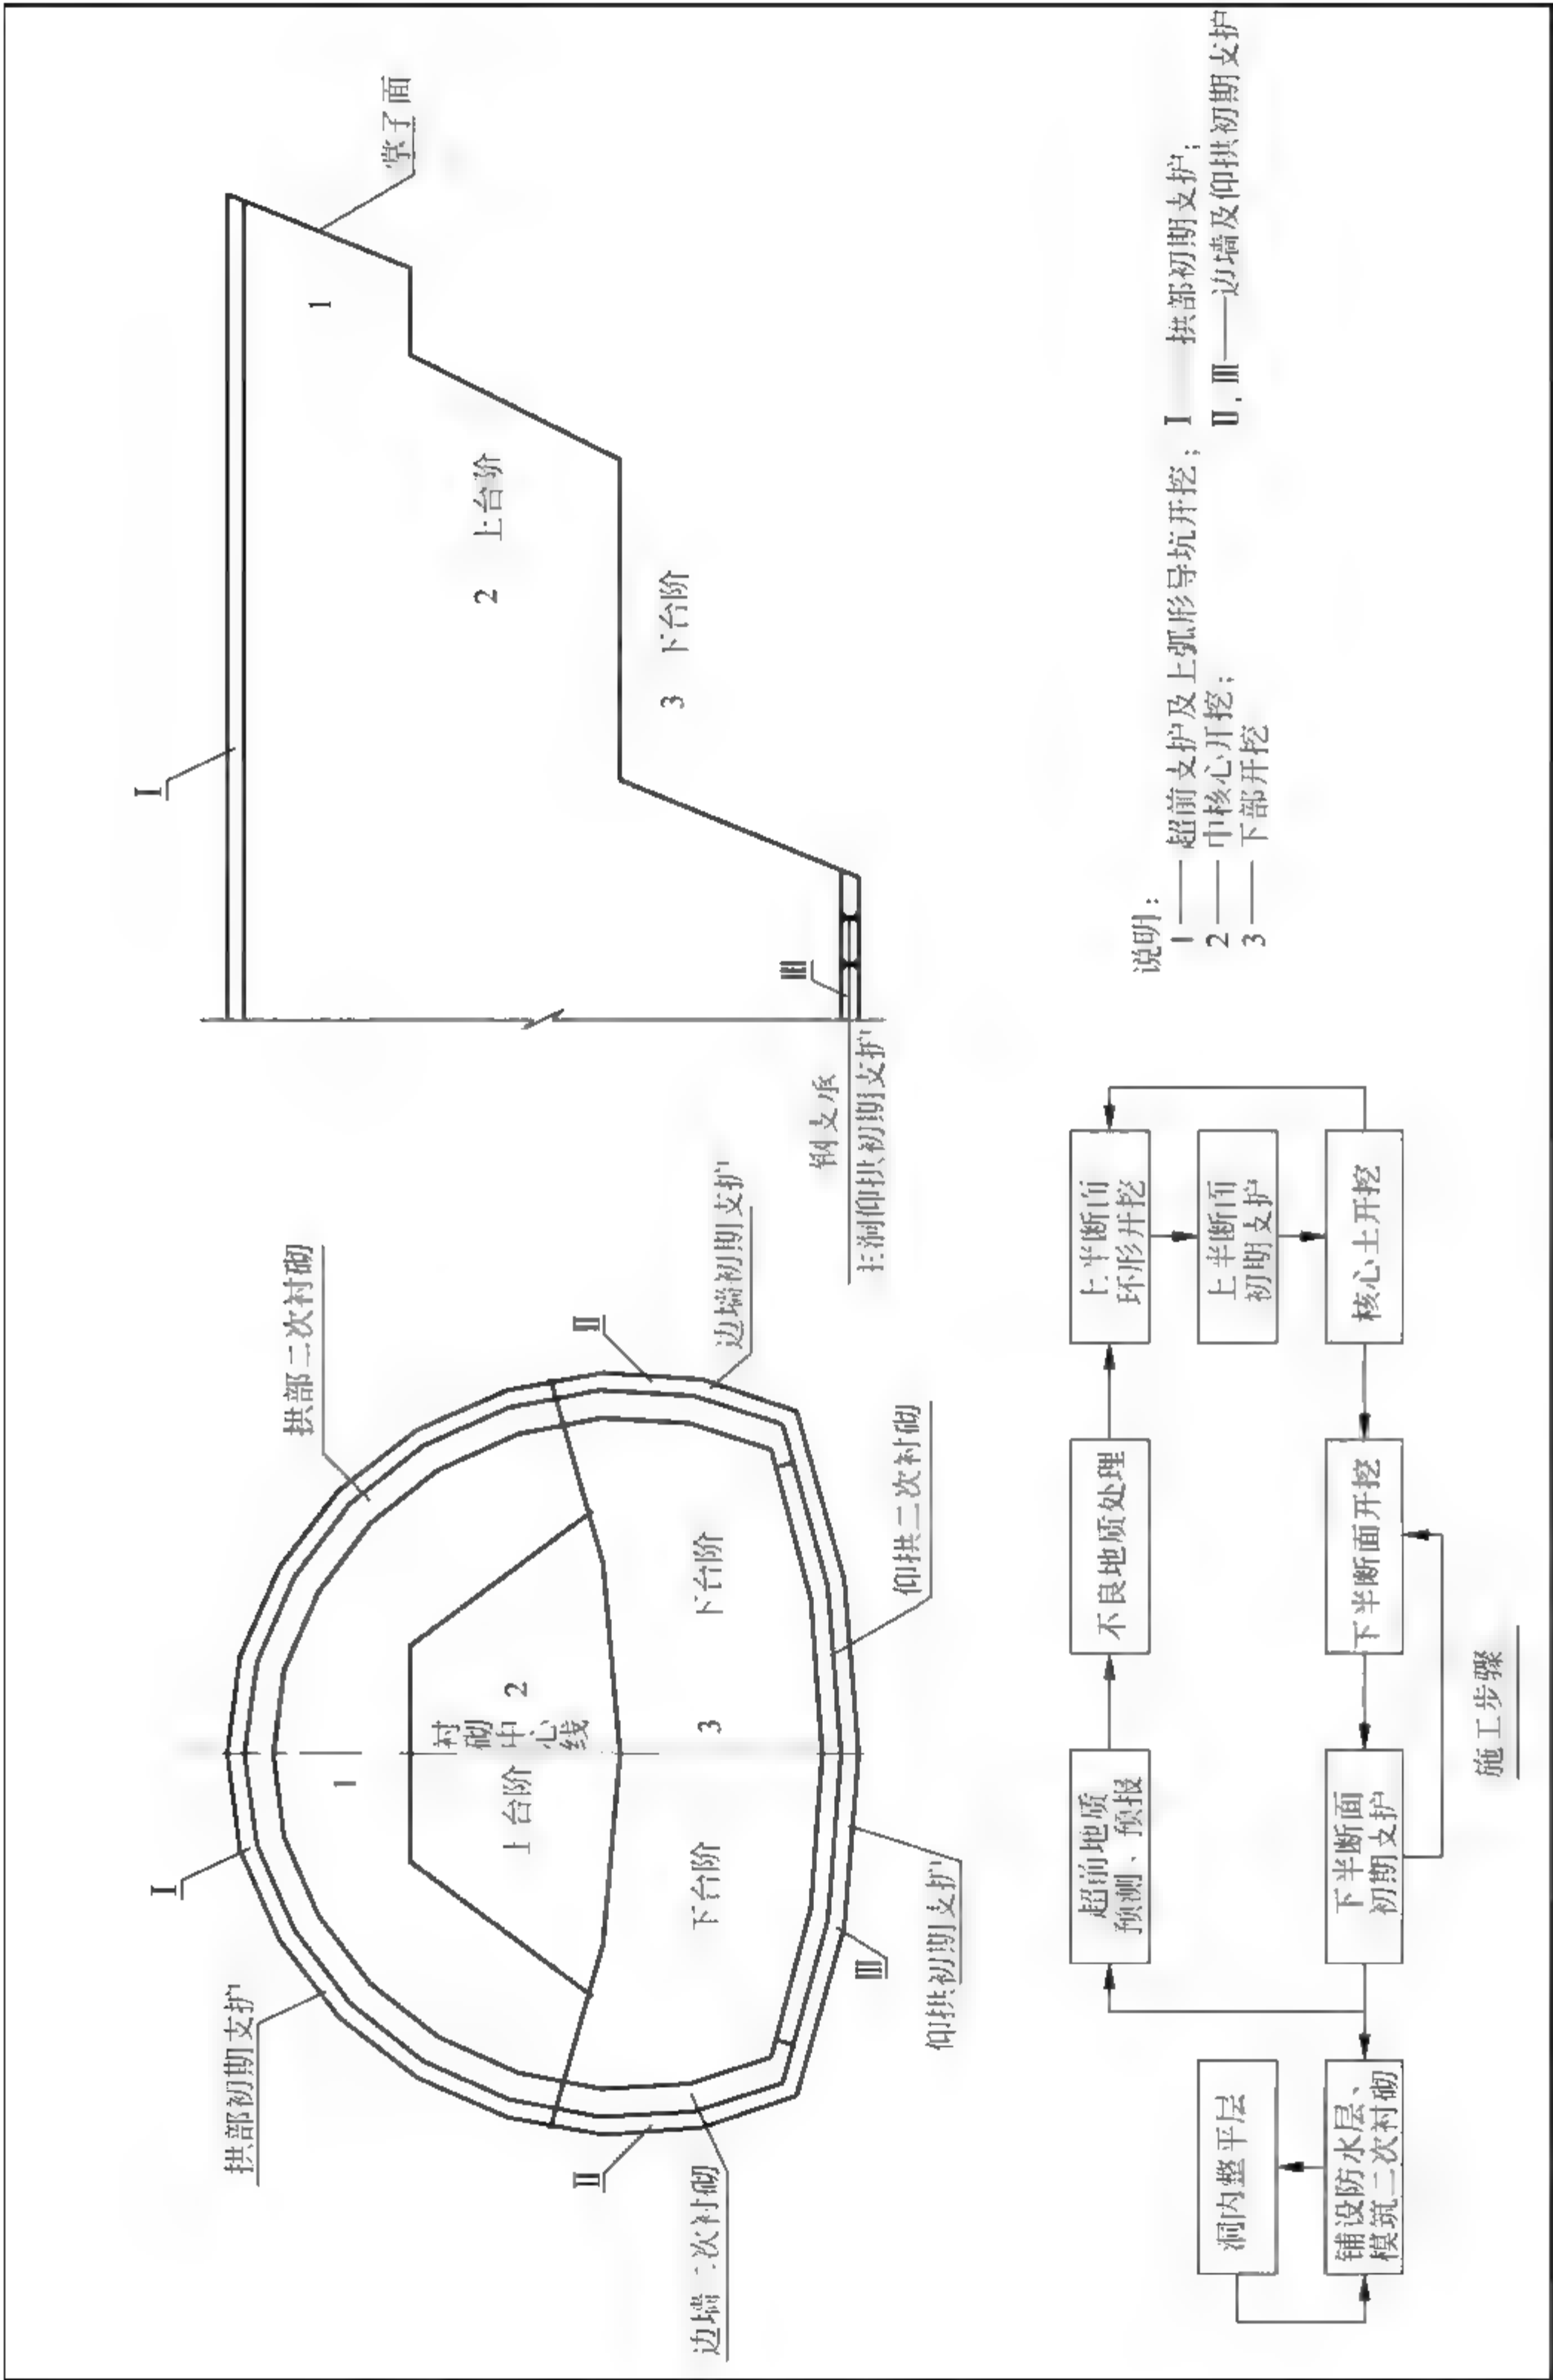 拱部初期支护
I
拱部二次衬砌
1
衬砌中心线
上台阶
2
下台阶
3
下台阶
II
II
边墙二次衬砌
边墙初期支护
III
仰拱初期支护
仰拱二次衬砌
I
掌子面
1
2 上台阶
3 下台阶
III
钢支承
仰拱初期支护
超前地质
预测、预报
不良地质处理
上半断面
环形开挖
上半断面
初期支护
核心土开挖
下半断面开挖
下半断面
初期支护
铺设防水层、
模筑二次衬砌
洞内整平层
施工步骤
说明:
1——超前支护及上弧形导坑开挖; I——拱部初期支护;
2——中核心开挖; II, III——边墙及仰拱初期支护
3——下部开挖